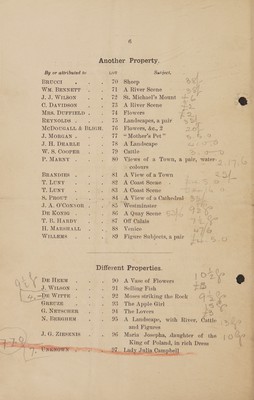 6
Another Property.
By or attributed to LOT Subject.
BRUCCI . . . 70 Sheep
WM. BENNETT . . 71 A River Scene
J. J. WILSON . . 72 St. Michael's Mount
C. DAVIDSON . . 73 A River Scene
MRS. DUFFIELD . . 74 Flowers
REYNOLDS . . . 75 Landscapes, a pair
MCDOUGALL & BLIGH. 76 Flowers, &c., 2
J. MORGAN . . . 77 "Mother's Pet"
J. H. DEARLE . . 78 A Landscape
W. S. COOPER . . 79 Cattle
P. MARNY . . . 80 Views of a Town, a pair, water-
colours
BRANDIES . . . 81 A View of a Town
T. LUNY . . . 82 A Coast Scene
T. LUNY . . . 83 A Coast Scene
S. PROUT . . . 84 A View of a Cathedral
J. A. O'CONNOR . . 85 Westminster
DE KONIG . . . 86 A Quay Scene
T. B. HARDY . . 87 Off Calais
H. MARSHALL . . 88 Venice
WILLEMS . . . 89 Figure Subjects, a pair
Different Properties.
DE HEEM . . . 90 A Vase of Flowers
J. WILSON . . . 91 Selling Fish
DE WITTE . . . 92 Moses striking the Rock
GREUZE . . . 93 The Apple Girl
G. NETSCHER . . 94 The Lovers
N. BERGHEM . . 95 A Landscape, with River, Cattle
and Figures
J. G. ZIESENIS . . 96 Maria Josepha, daughter of the
King of Poland, in rich Dress
UNKNOWN . . . 97 Lady Julia Campbell